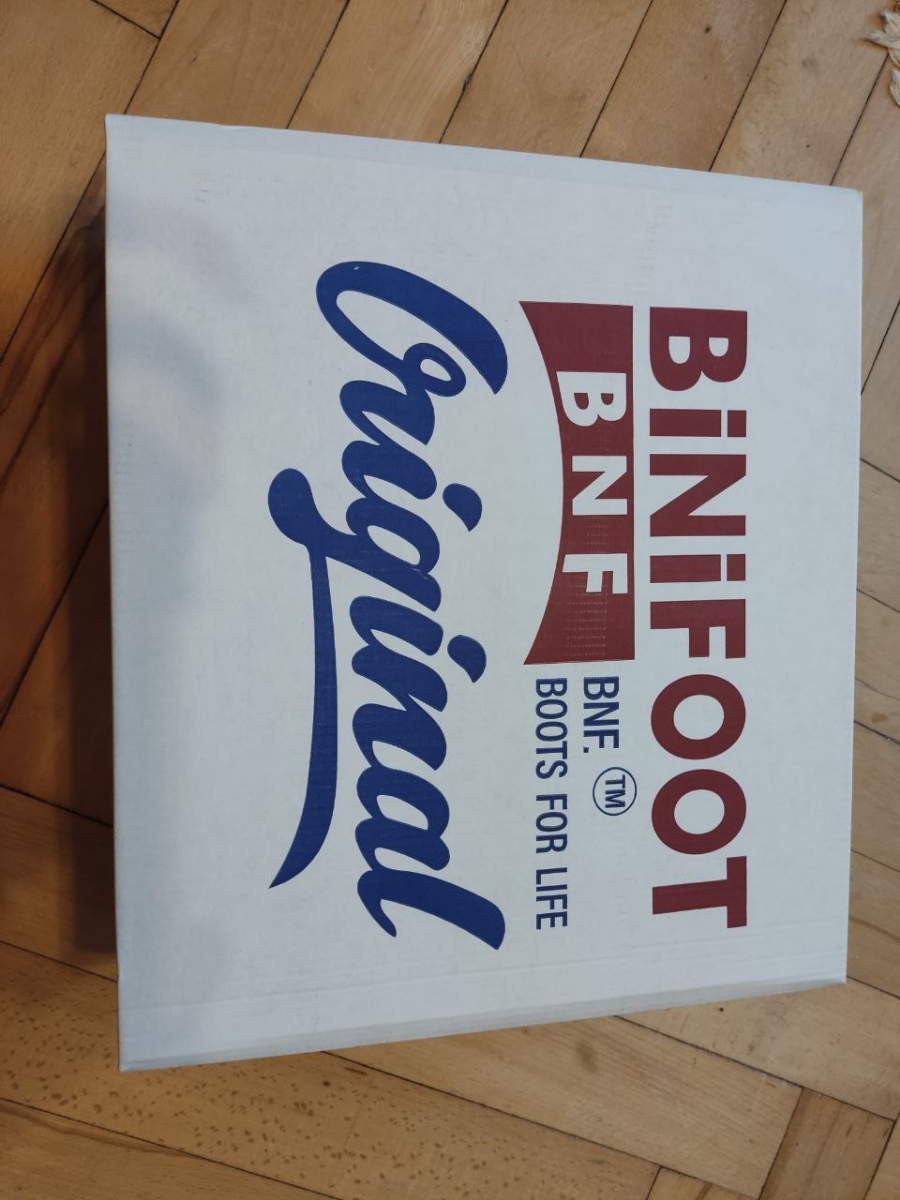 BiNiFOOT
BNF
BNF. TM
BOOTS FOR LIFE
Original